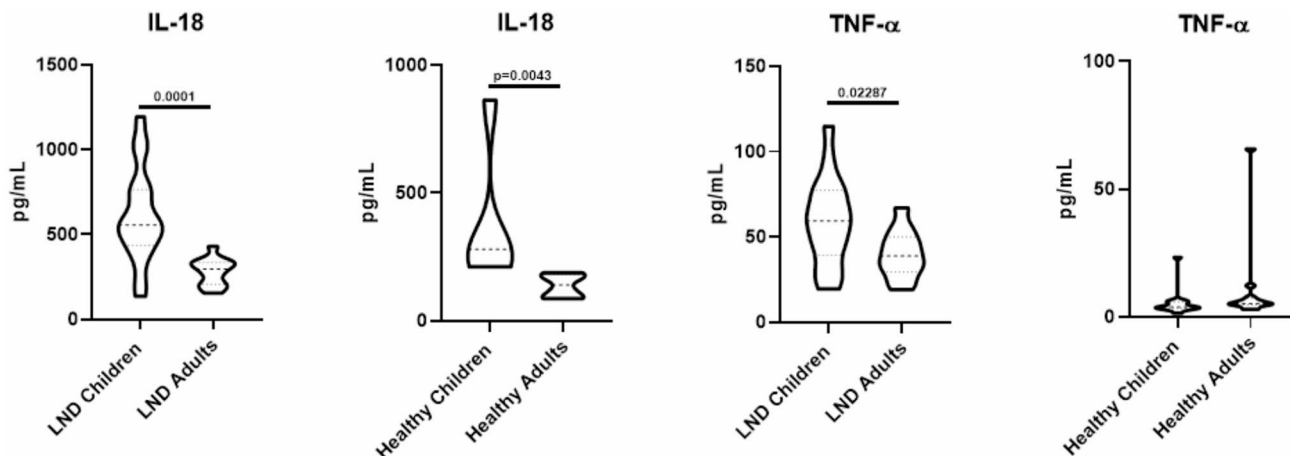 IL-18
1500
1000
500
0
pg/mL
0.0001
LND Children
LND Adults
IL-18
1000
500
0
pg/mL
p=0.0043
Healthy Children
Healthy Adults
TNF-α
150
100
50
0
pg/mL
0.02287
LND Children
LND Adults
TNF-α
100
50
0
pg/mL
Healthy Children
Healthy Adults